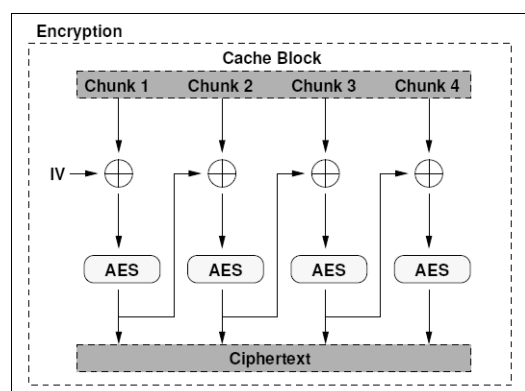 Encryption
Cache Block
Chunk 1 Chunk 2 Chunk 3 Chunk 4
IV
AES AES AES AES
Ciphertext